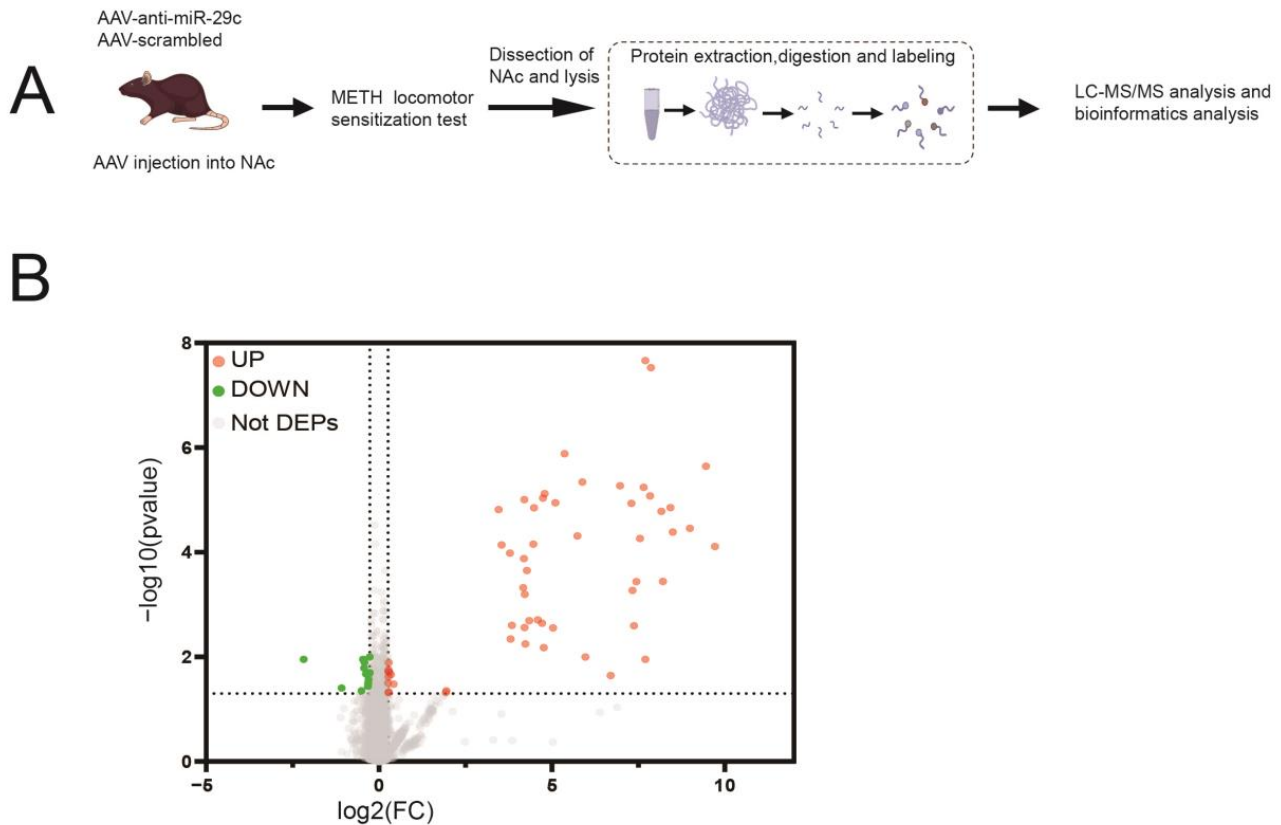 AAV-anti-miR-29c
AAV-scrambled
A
AAV injection into NAc
METH locomotor
sensitization test
Dissection of
NAc and lysis
Protein extraction,digestion and labeling
LC-MS/MS analysis and
bioinformatics analysis
B
UP
DOWN
Not DEPs
−log10(pvalue)
8
6
4
2
0
−5
0
5
10
log2(FC)